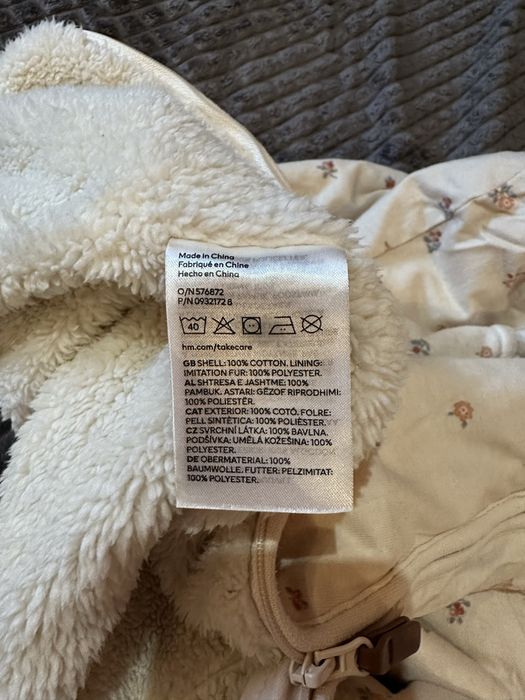 Made in China
Fabriqué en Chine
Hecho en China
O/N 576872
P/N 0932172 8
40
hm.com/takecare
GB SHELL: 100% COTTON. LINING:
IMITATION FUR: 100% POLYESTER.
AL SHTRESA E JASHTME: 100%
PAMBUK. ASTARI: GËZOF RIPRODHIMI:
100% POLIESTËR.
CAT EXTERIOR: 100% COTÓ. FOLRE:
PELL SINTÈTICA: 100% POLIÈSTER.
CZ SVRCHNÍ LÁTKA: 100% BAVLNA.
PODŠÍVKA: UMĚLÁ KOŽEŠINA: 100%
POLYESTER.
DE OBERMATERIAL: 100%
BAUMWOLLE. FUTTER: PELZIMITAT:
100% POLYESTER.